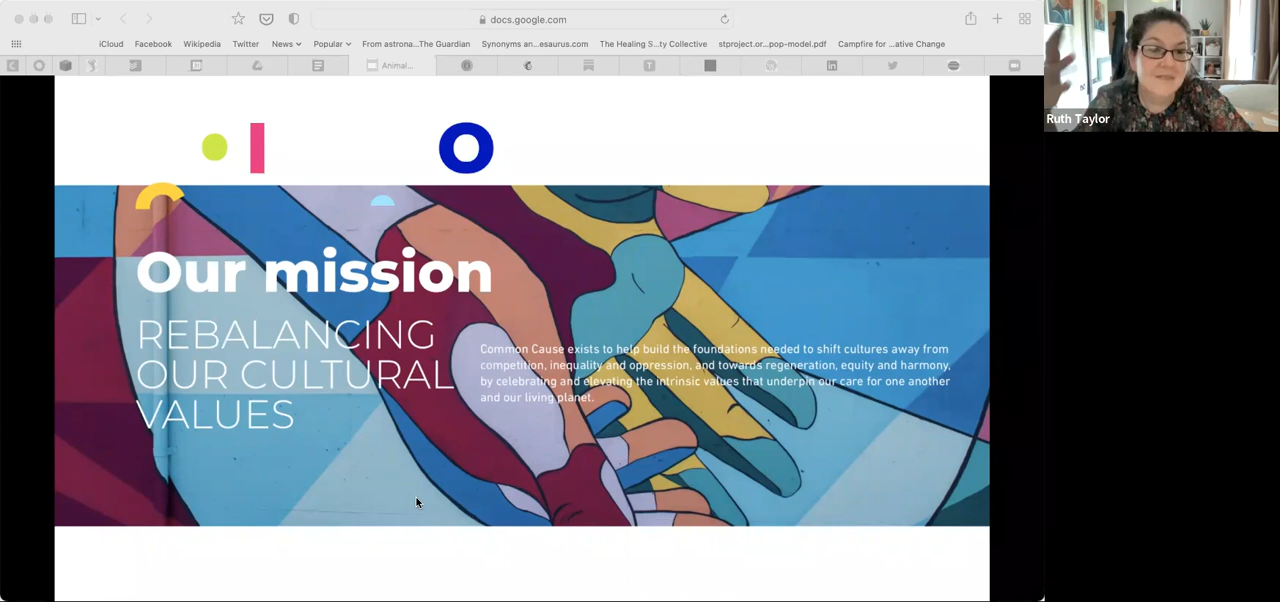 docs.google.com
iCloud Facebook Wikipedia Twitter News Popular From astrona...The Guardian Synonyms an...esaurus.com The Healing S...ty Collective stproject.or...pop-model.pdf Campfire for ...ative Change
Animal...
Ruth Taylor
Our mission
REBALANCING
OUR CULTURAL
VALUES
Common Cause exists to help build the foundations needed to shift cultures away from
competition, inequality and oppression, and towards regeneration, equity and harmony,
by celebrating and elevating the intrinsic values that underpin our care for one another
and our living planet.